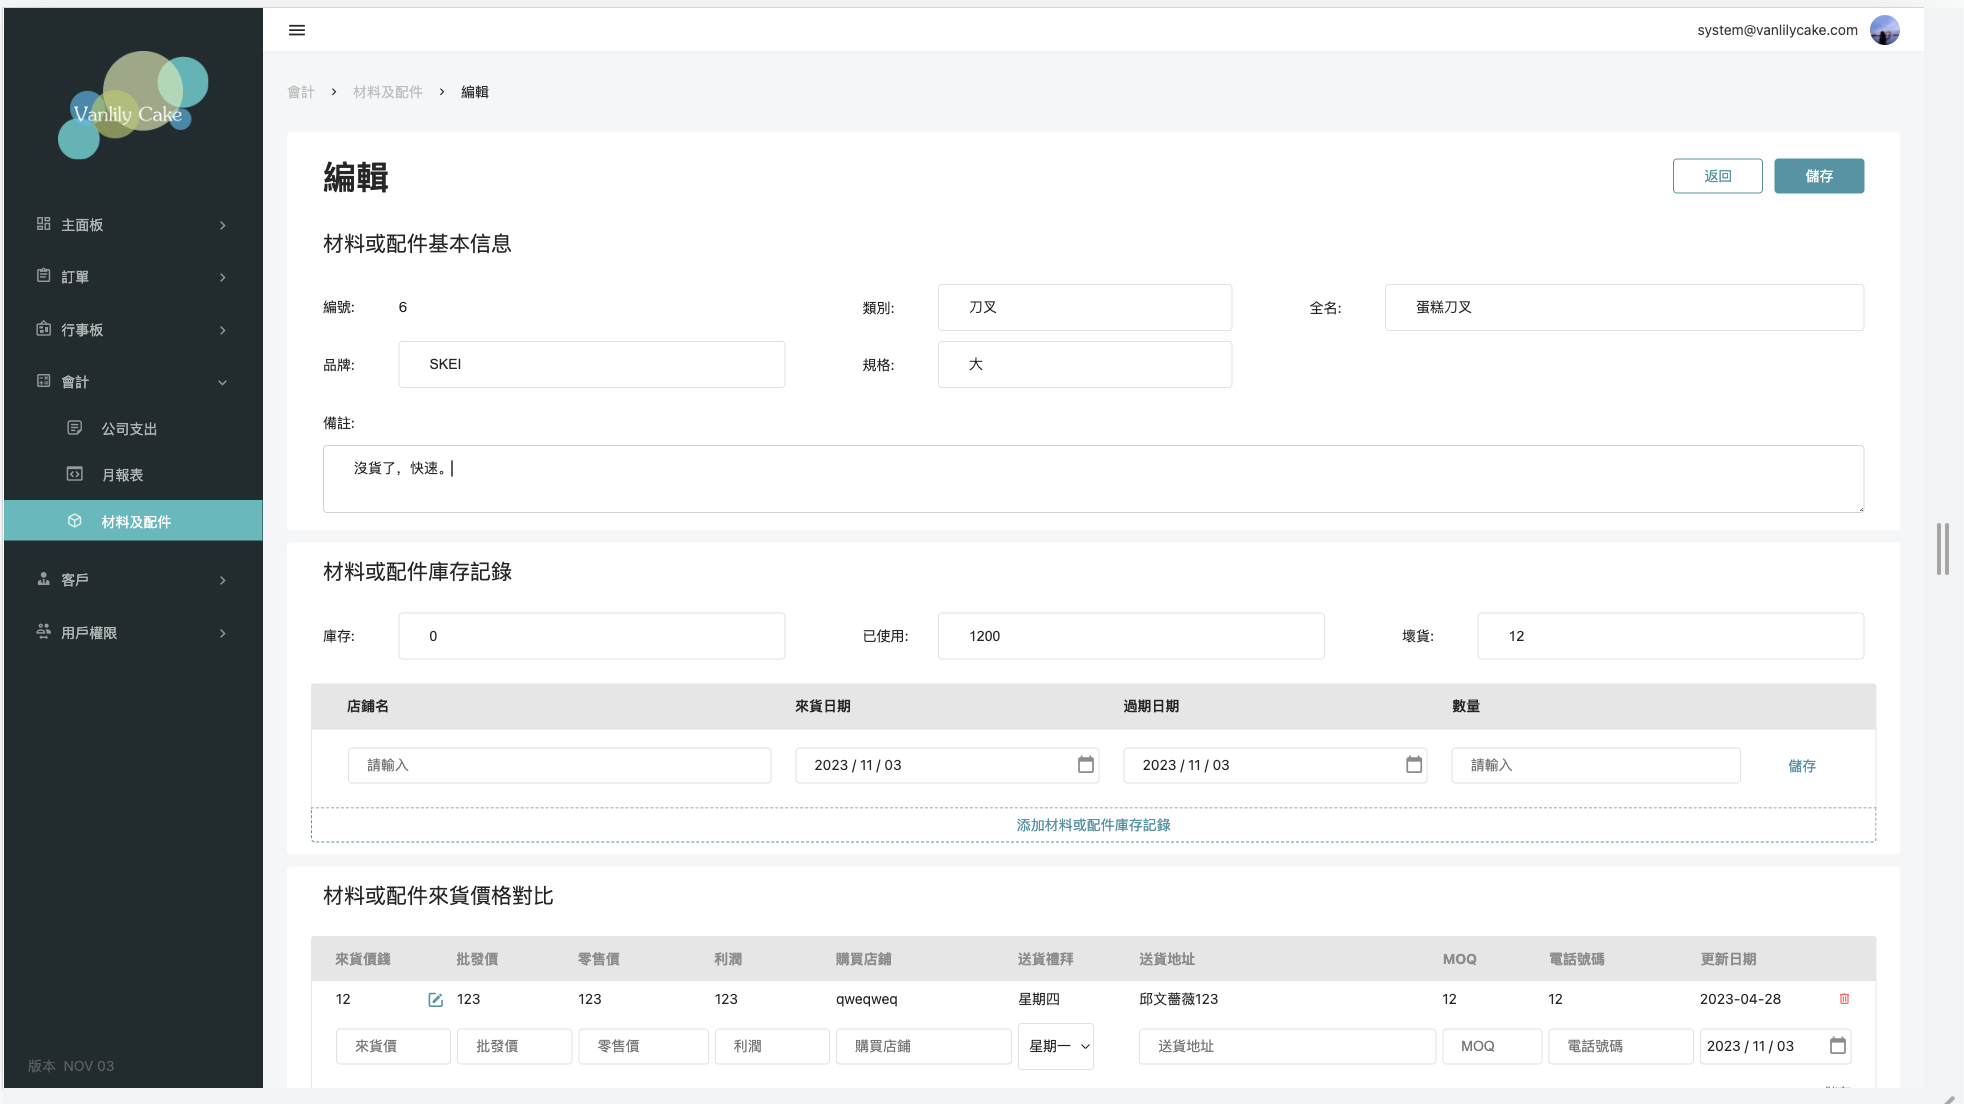 Vanlily Cake
主面板
訂單
行事板
會計
公司支出
月報表
材料及配件
客戶
用戶權限
版本 NOV 03
system@vanlilycake.com
會計 › 材料及配件 › 編輯
編輯
返回
儲存
材料或配件基本信息
編號: 6
類別: 刀叉
全名: 蛋糕刀叉
品牌: SKEI
規格: 大
備註:
沒貨了，快速。
材料或配件庫存記錄
庫存: 0
已使用: 1200
壞貨: 12
店鋪名 來貨日期 過期日期 數量
請輸入 2023 / 11 / 03 2023 / 11 / 03 請輸入 儲存
添加材料或配件庫存記錄
材料或配件來貨價格對比
來貨價錢 批發價 零售價 利潤 購買店鋪 送貨禮拜 送貨地址 MOQ 電話號碼 更新日期
12 123 123 123 qweqweq 星期四 邱文薔薇123 12 12 2023-04-28
來貨價 批發價 零售價 利潤 購買店鋪 星期一 送貨地址 MOQ 電話號碼 2023 / 11 / 03